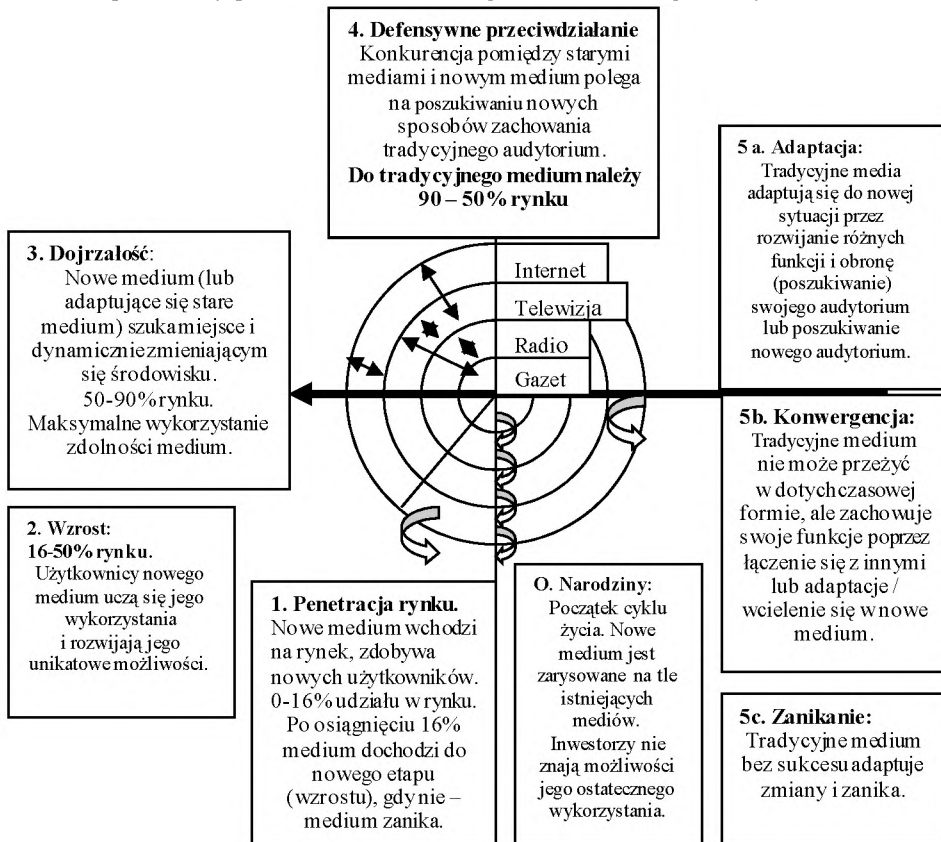 4. Defensywne przeciwdziałanie
Konkurencja pomiędzy starymi
mediami i nowym medium polega
na poszukiwaniu nowych
sposobów zachowania
tradycyjnego audytorium.
Do tradycyjnego medium należy
90 – 50% rynku
5 a. Adaptacja:
Tradycyjne media
adaptują się do nowej
sytuacji przez
rozwijanie różnych
funkcji i obronę
(poszukiwanie)
swojego audytorium
lub poszukiwanie
nowego audytorium.
3. Dojrzałość:
Nowe medium (lub
adaptujące się stare
medium) szuka miejsce i
dynamicznie zmieniającym
się środowisku.
50-90% rynku.
Maksymalne wykorzystanie
zdolności medium.
Internet
Telewizja
Radio
Gazet
5b. Konwergencja:
Tradycyjne medium
nie może przeżyć
w dotychczasowej
formie, ale zachowuje
swoje funkcje poprzez
łączenie się z innymi
lub adaptacje /
wcielenie się w nowe
medium.
2. Wzrost:
16-50% rynku.
Użytkownicy nowego
medium uczą się jego
wykorzystania
i rozwijają jego
unikatowe możliwości.
1. Penetracja rynku.
Nowe medium wchodzi
na rynek, zdobywa
nowych użytkowników.
0-16% udziału w rynku.
Po osiągnięciu 16%
medium dochodzi do
nowego etapu
(wzrostu), gdy nie –
medium zanika.
O. Narodziny:
Początek cyklu
życia. Nowe
medium jest
zarysowane na tle
istniejących
mediów.
Inwestorzy nie
znają możliwości
jego ostatecznego
wykorzystania.
5c. Zanikanie:
Tradycyjne medium
bez sukcesu adaptuje
zmiany i zanika.